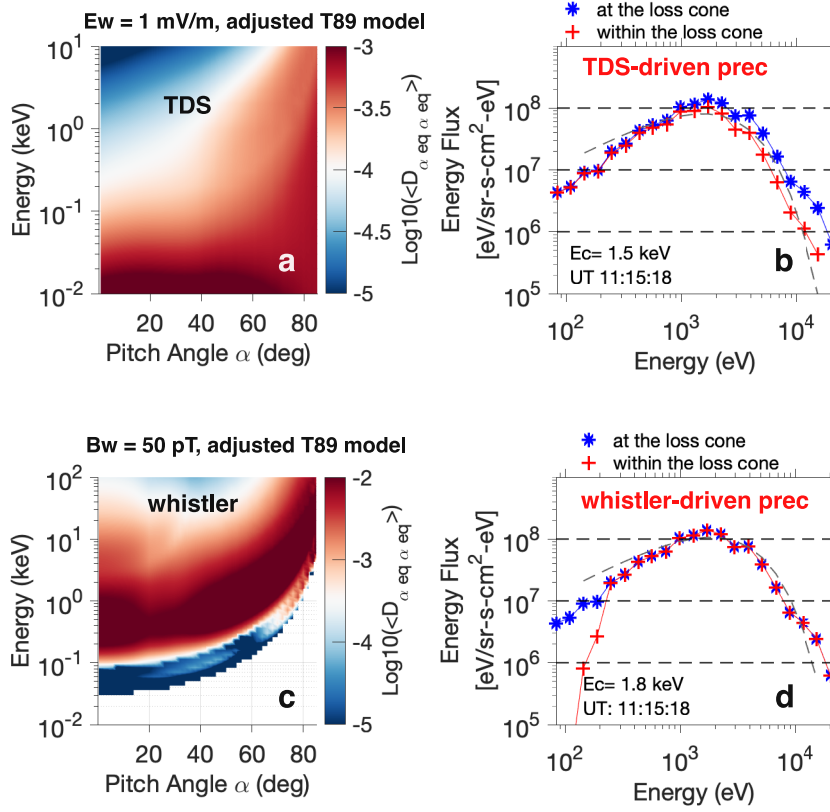 Ew = 1 mV/m, adjusted T89 model
at the loss cone
within the loss cone
TDS
TDS-driven prec
Energy (keV)
10^1
10^0
10^-1
10^-2
20 40 60 80
Pitch Angle α (deg)
a
-3
-3.5
-4
-4.5
-5
Log10(<D_α eq α eq>)
Energy Flux
[eV/sr-s-cm^2-eV]
10^8
10^7
10^6
10^5
Ec= 1.5 keV
UT 11:15:18
b
10^2 10^3 10^4
Energy (eV)
Bw = 50 pT, adjusted T89 model
at the loss cone
within the loss cone
whistler
whistler-driven prec
Energy (keV)
10^2
10^1
10^0
10^-1
10^-2
20 40 60 80
Pitch Angle α (deg)
c
-2
-3
-4
-5
Log10(<D_α eq α eq>)
Energy Flux
[eV/sr-s-cm^2-eV]
10^8
10^7
10^6
10^5
Ec= 1.8 keV
UT: 11:15:18
d
10^2 10^3 10^4
Energy (eV)